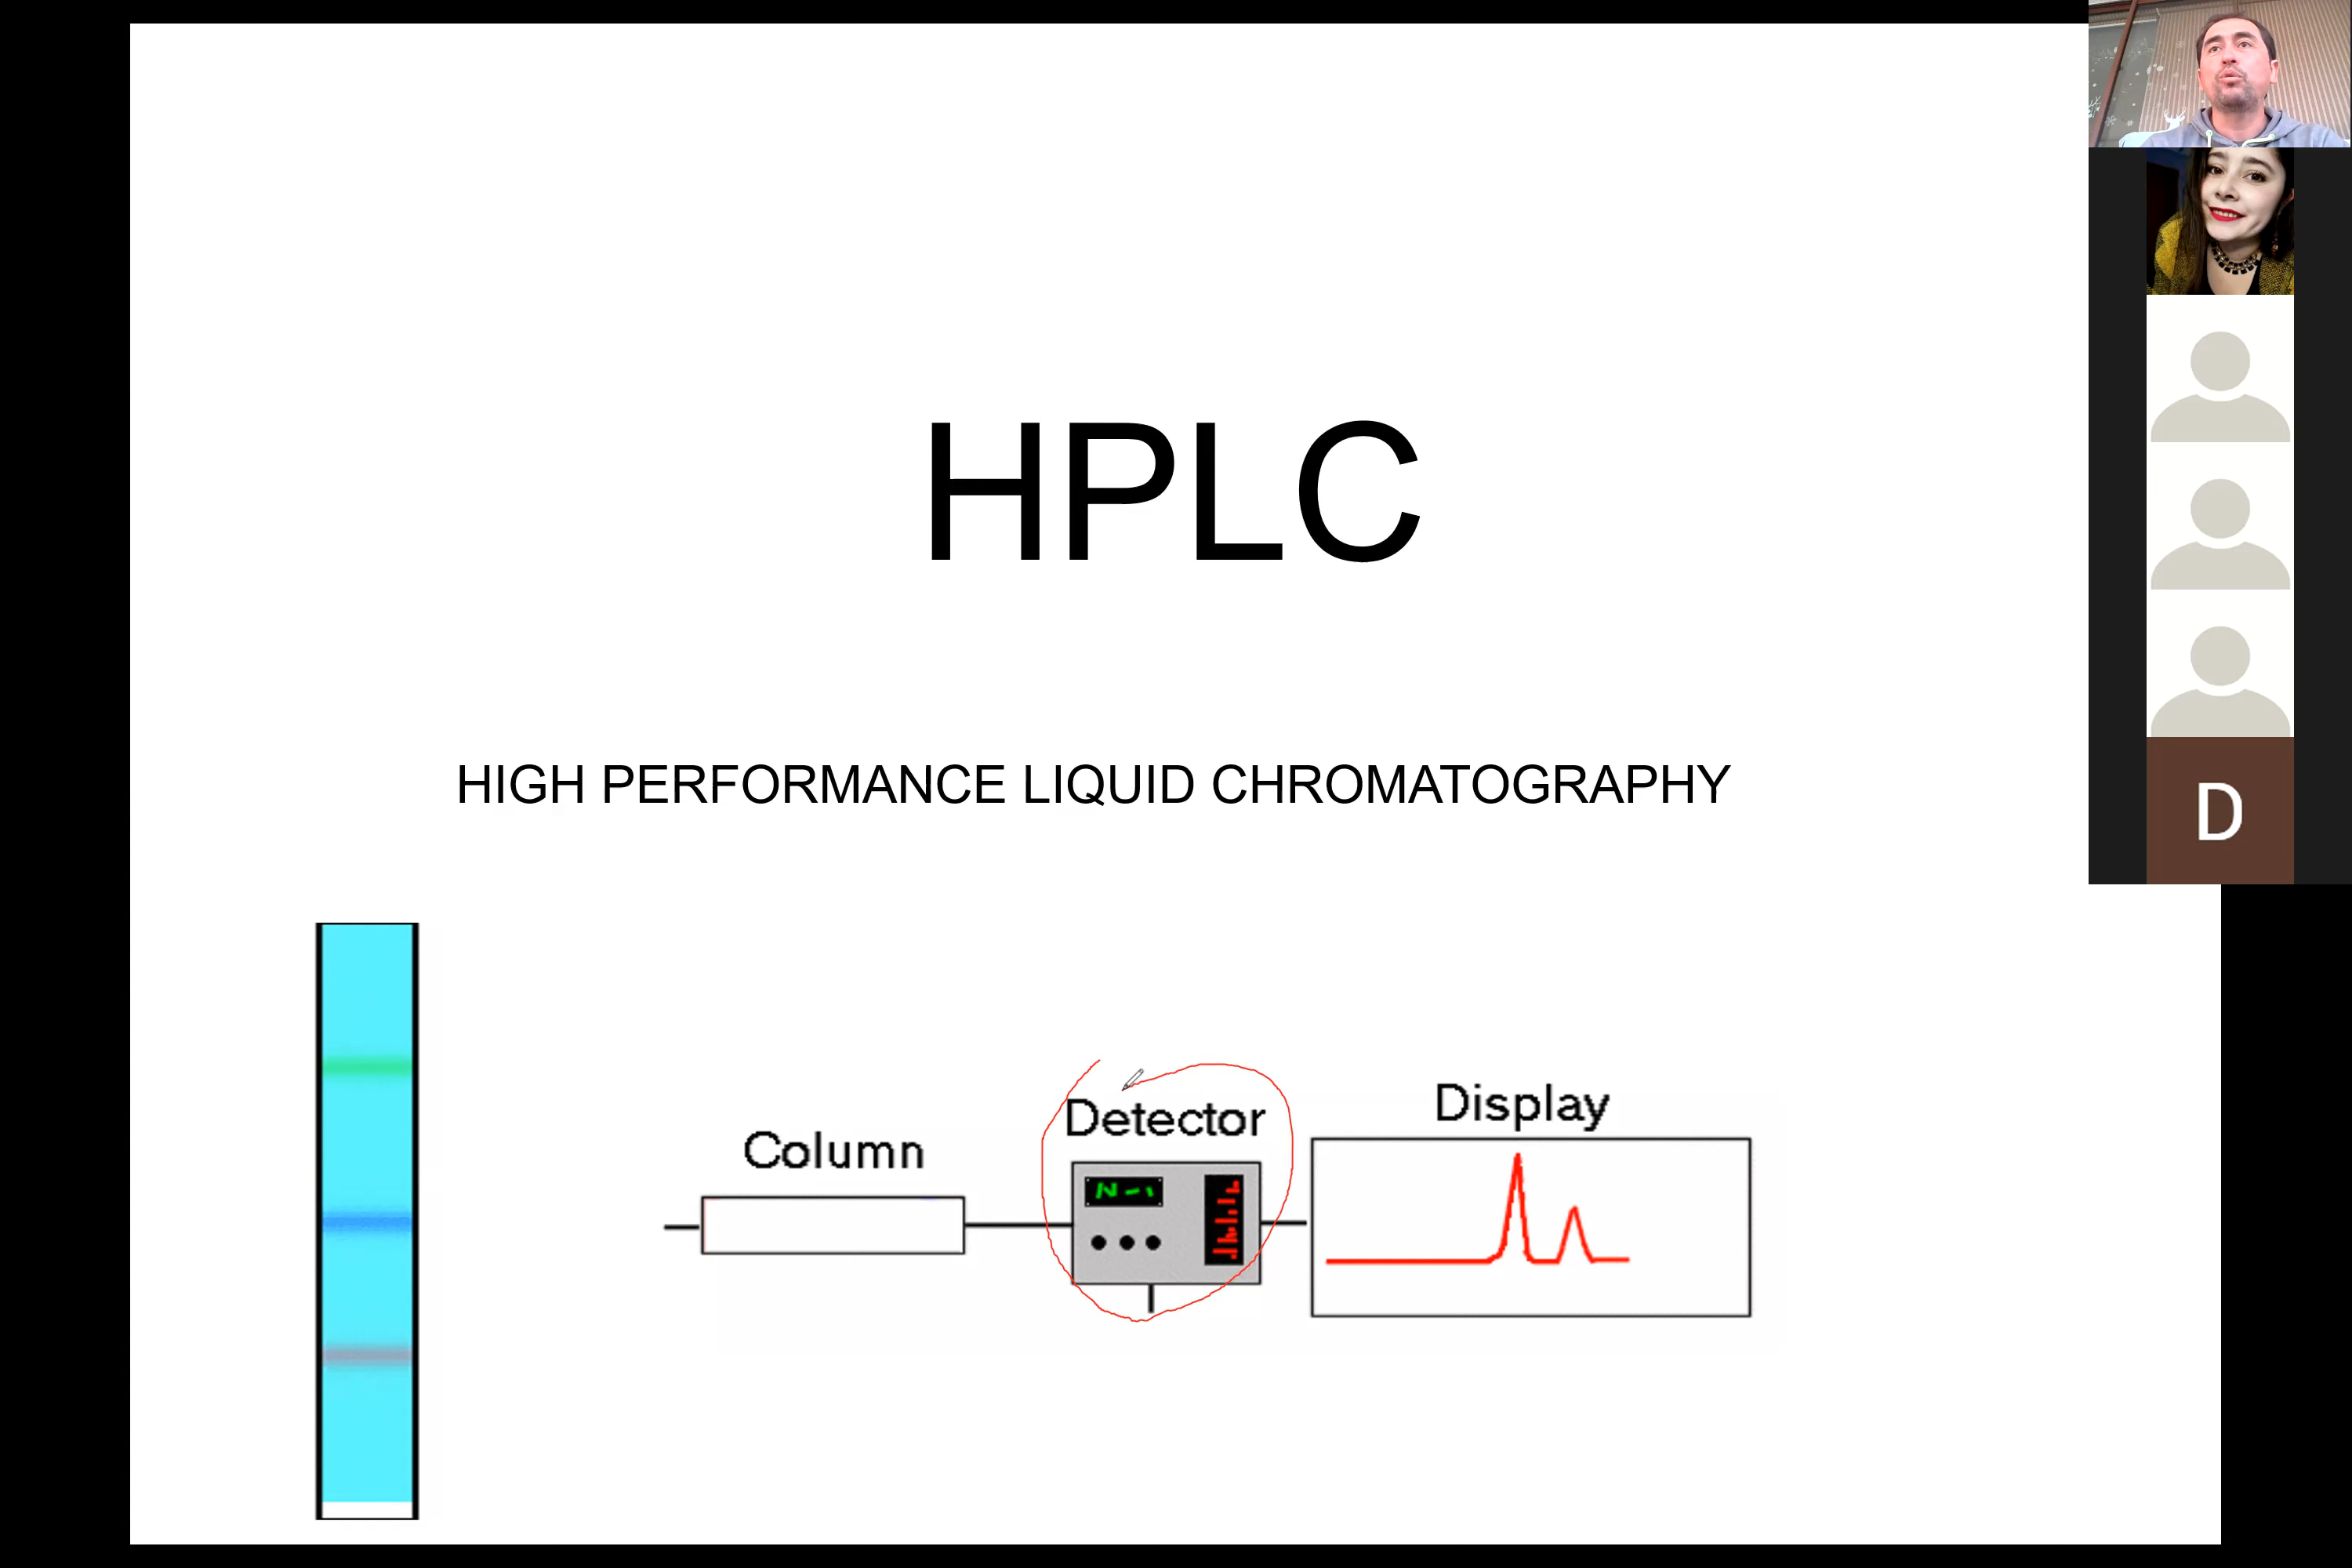 HPLC
HIGH PERFORMANCE LIQUID CHROMATOGRAPHY
Column
Detector
Display
D